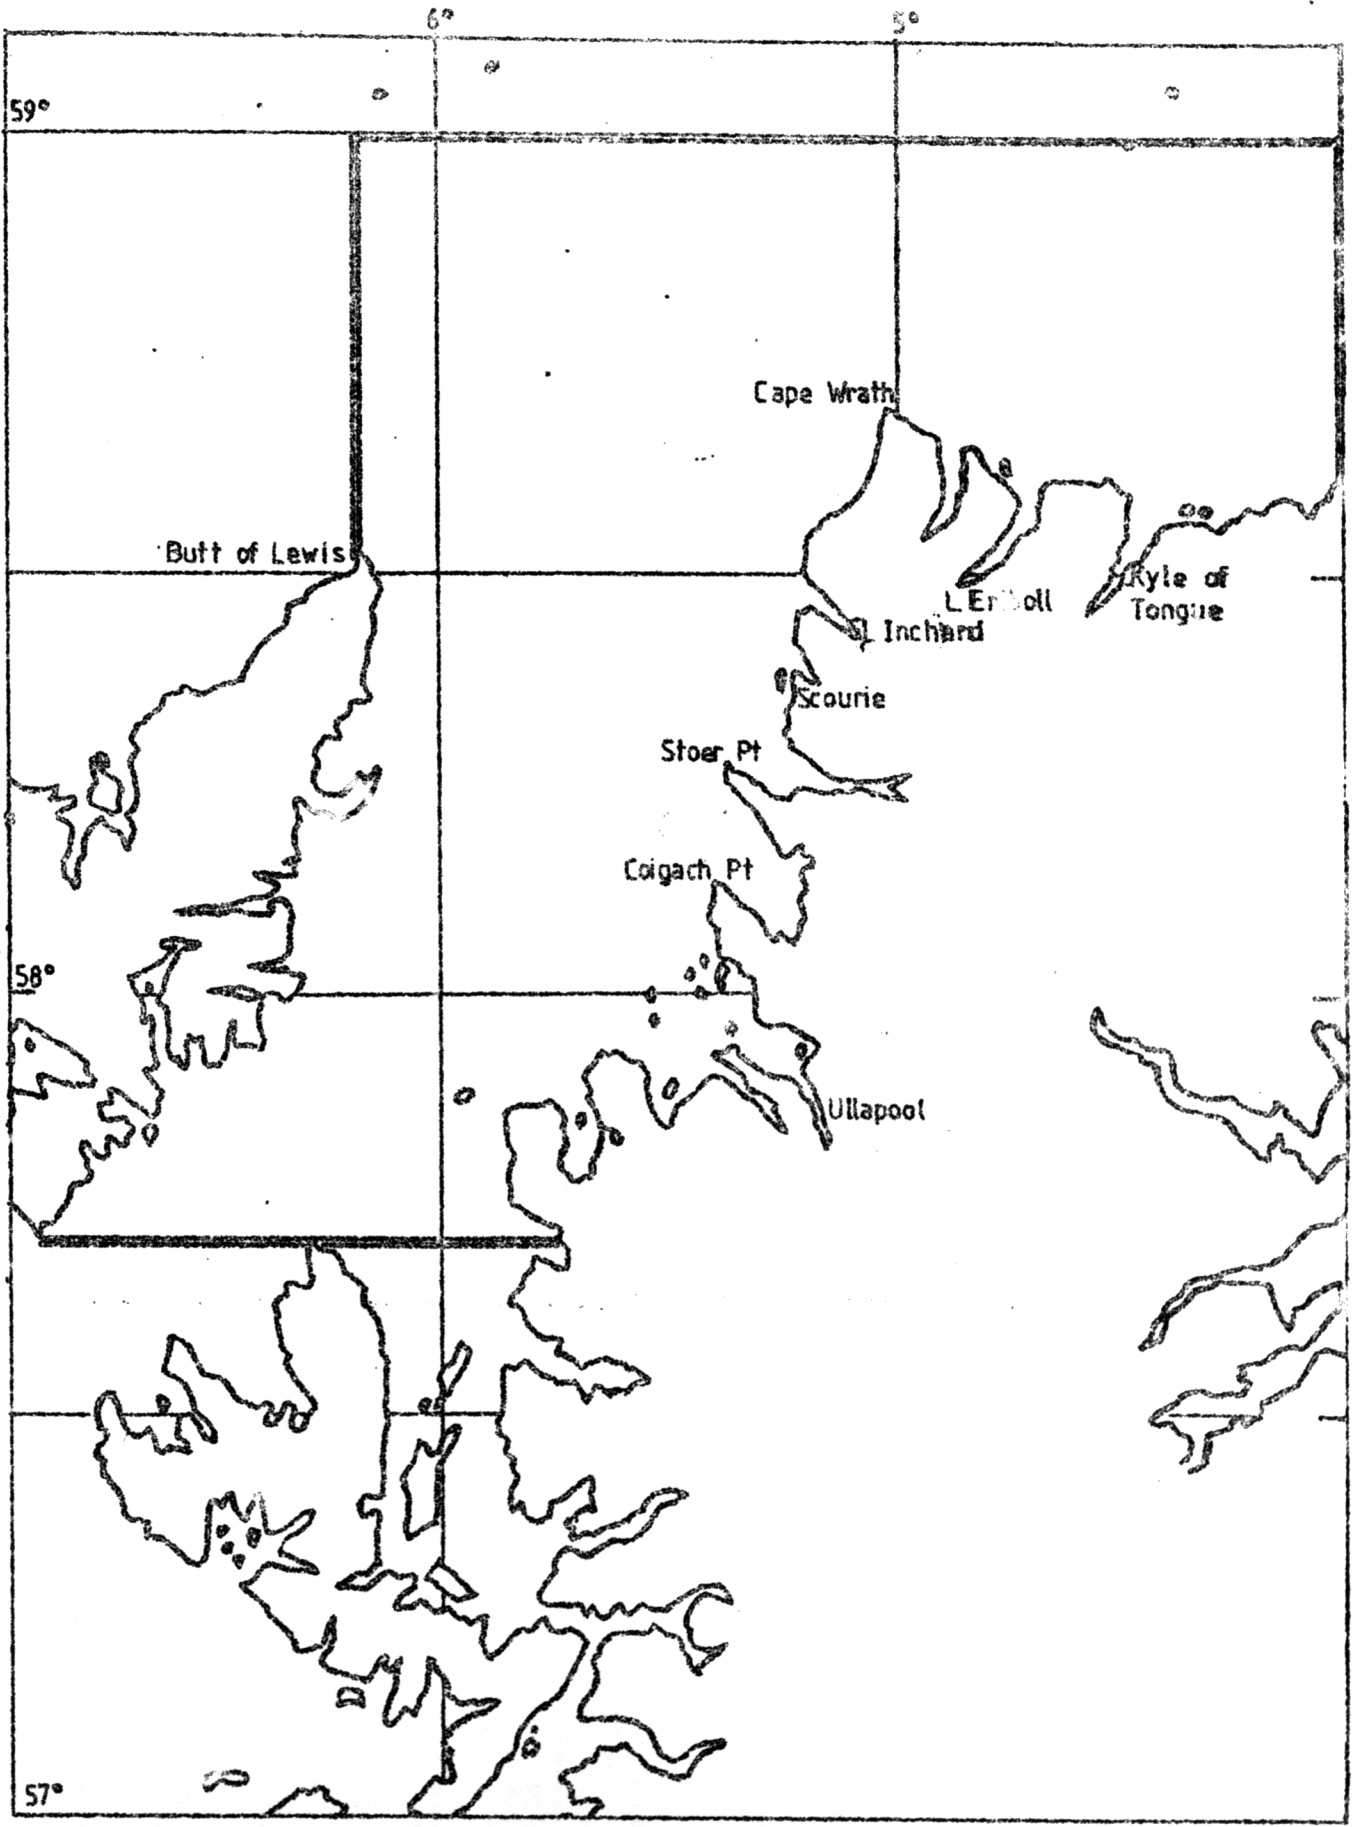 6° 5°
59°
Cape Wrath
Butt of Lewis
Kyle of
Tongue
L Inchard
Scourie
Stoer Pt
Coigach Pt
58°
Ullapool
57°